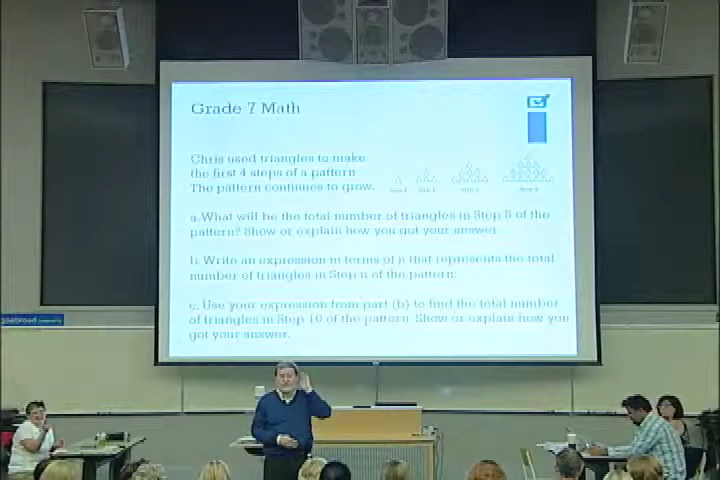 Grade 7 Math
Chris used triangles to make
the first 4 steps of a pattern
The pattern continues to grow.
a. What will be the total number of triangles in Step 5 of the
pattern? Show or explain how you got your answer
b. Write an expression in terms of n that represents the total
number of triangles in Step n of the pattern.
c. Use your expression from part (b) to find the total number
of triangles in Step 10 of the pattern. Show or explain how you
got your answer.